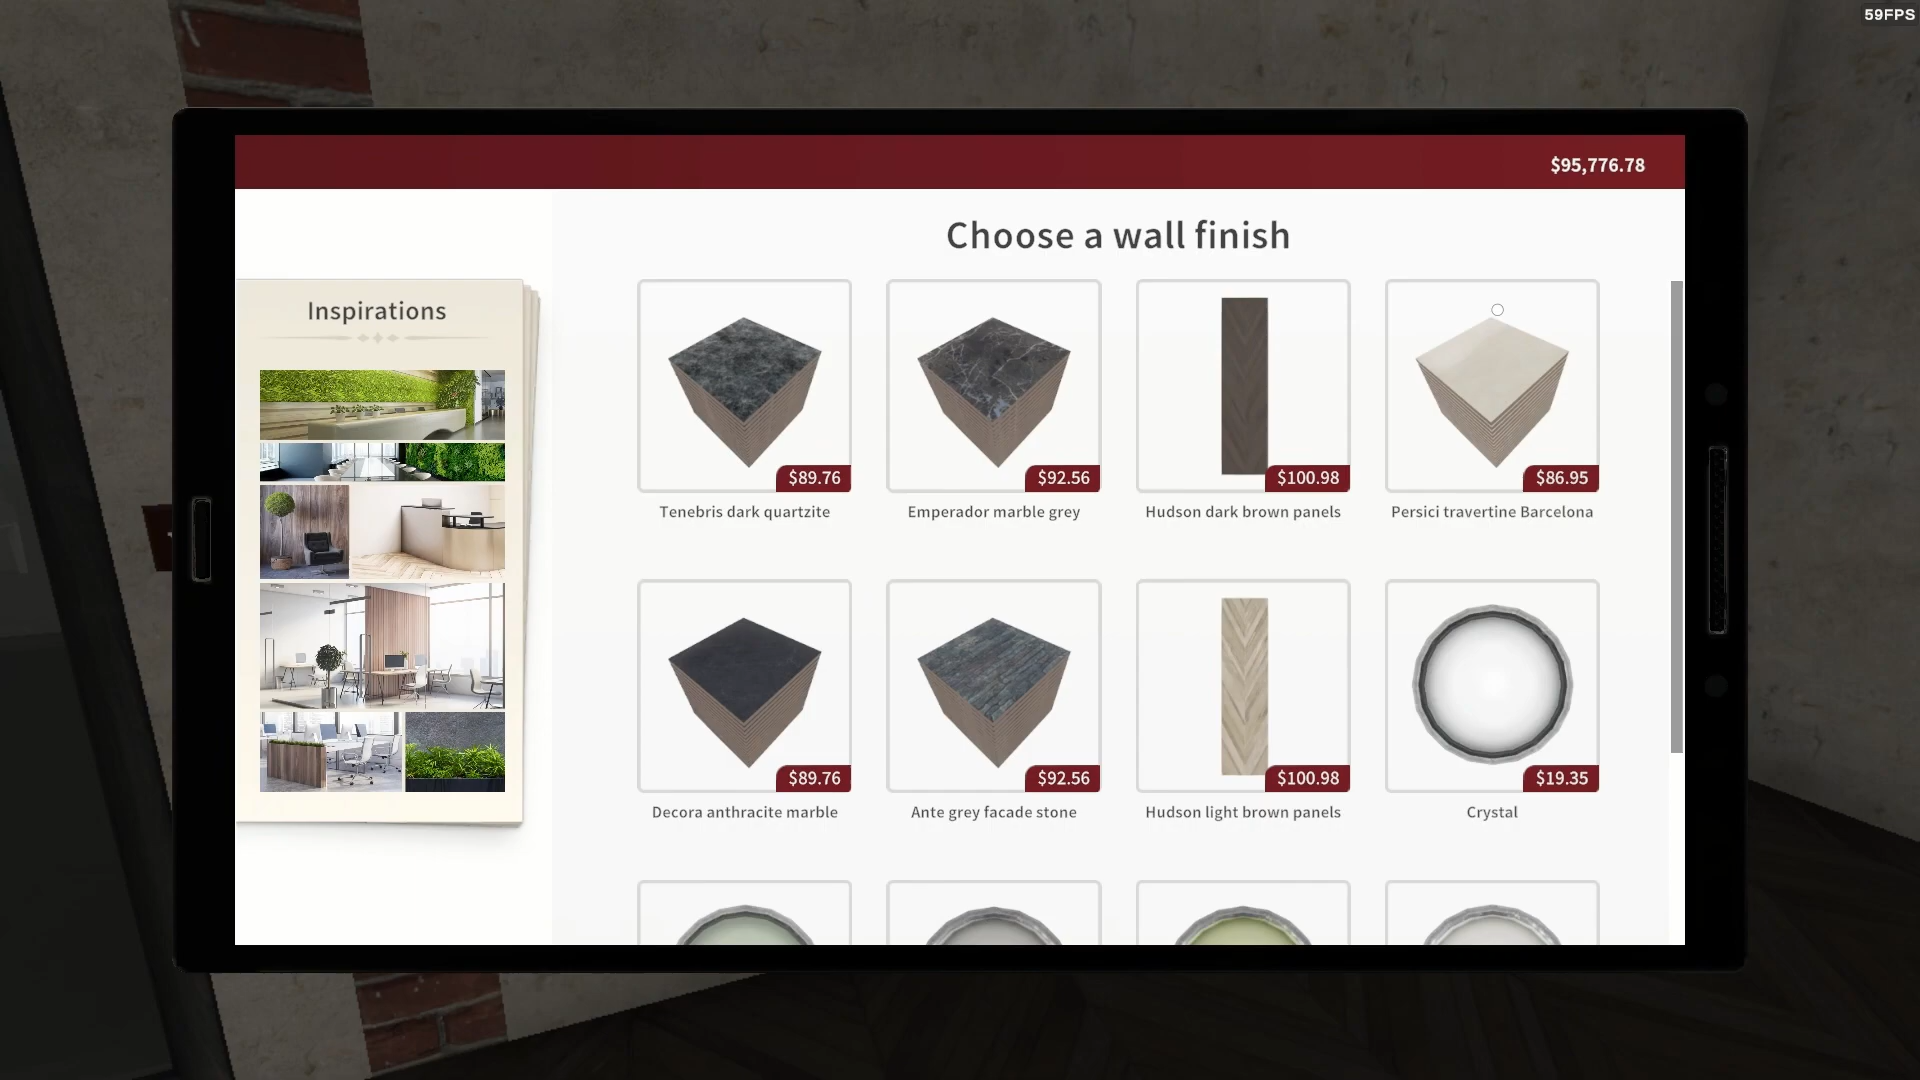 59FPS
$95,776.78
Choose a wall finish
Inspirations
$89.76
$92.56
$100.98
$86.95
Tenebris dark quartzite
Emperador marble grey
Hudson dark brown panels
Persici travertine Barcelona
$89.76
$92.56
$100.98
$19.35
Decora anthracite marble
Ante grey facade stone
Hudson light brown panels
Crystal